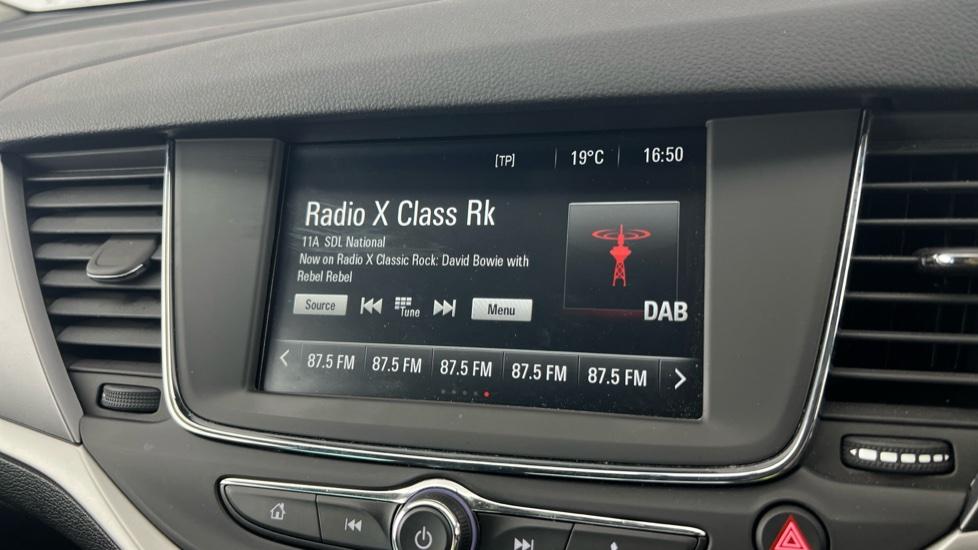 [TP] 19°C 16:50
Radio X Class Rk
11A SDL National
Now on Radio X Classic Rock: David Bowie with
Rebel Rebel
Source Tune Menu
DAB
87.5 FM 87.5 FM 87.5 FM 87.5 FM 87.5 FM